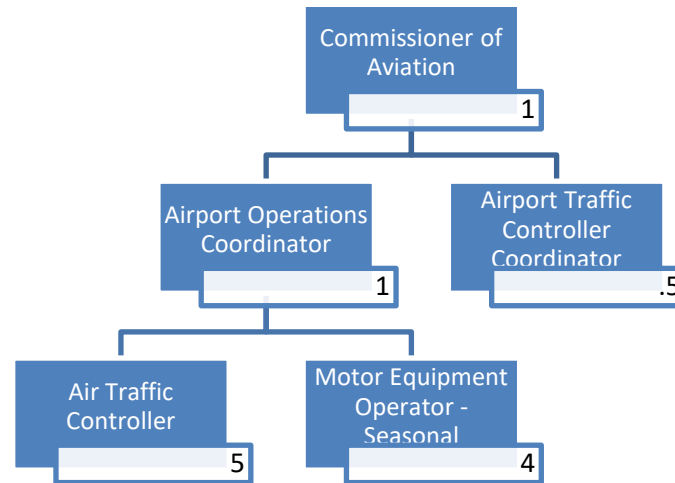 Commissioner of
Aviation
1
Airport Operations
Coordinator
1
Airport Traffic
Controller
Coordinator
.5
Air Traffic
Controller
5
Motor Equipment
Operator -
Seasonal
4